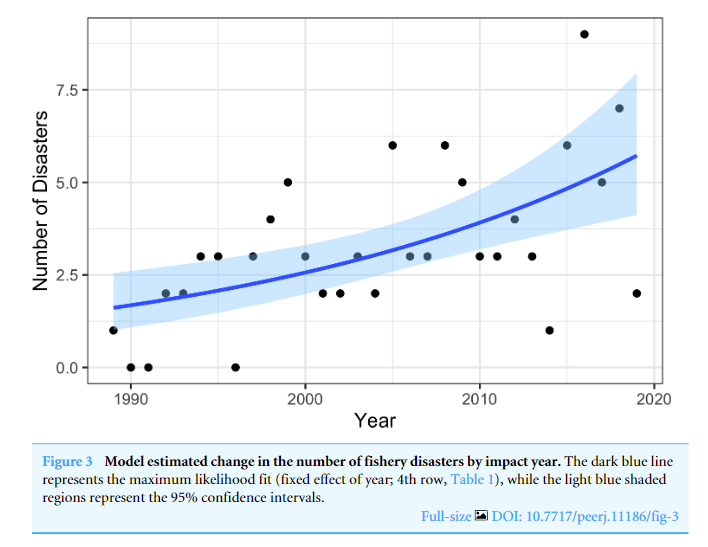 7.5
5.0
2.5
0.0
Number of Disasters
1990 2000 2010 2020
Year
Figure 3 Model estimated change in the number of fishery disasters by impact year. The dark blue line
represents the maximum likelihood fit (fixed effect of year; 4th row, Table 1), while the light blue shaded
regions represent the 95% confidence intervals.
Full-size DOI: 10.7717/peerj.11186/fig-3